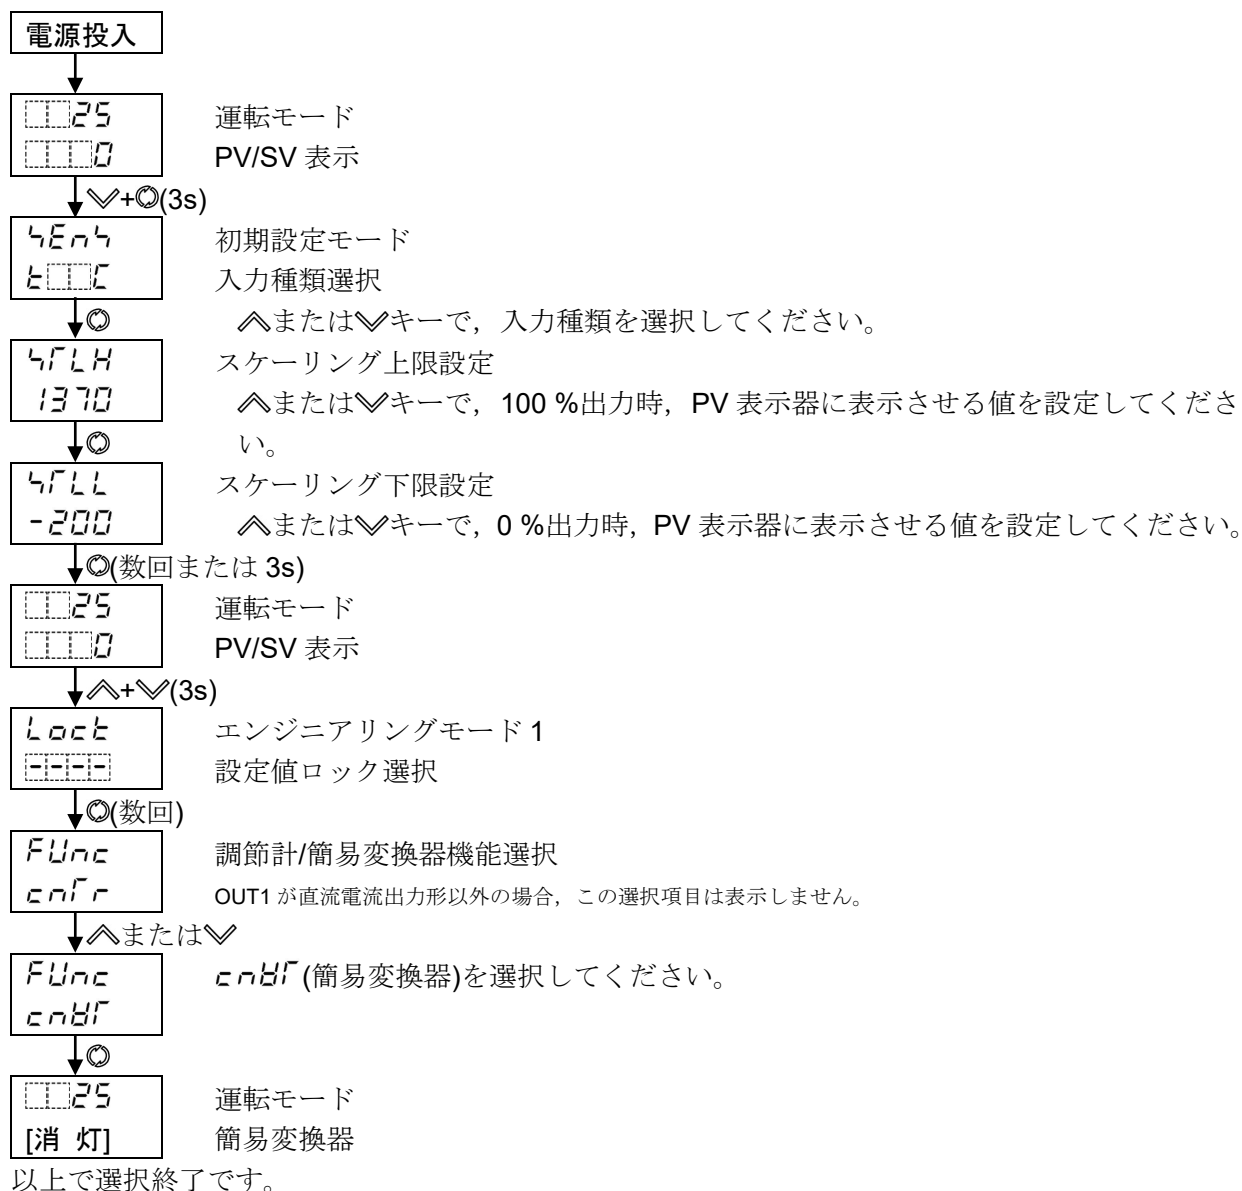 電源投入
25 運転モード
0 PV/SV 表示
+(3s)
SEnS 初期設定モード
t C 入力種類選択
または キーで，入力種類を選択してください。
STLH スケーリング上限設定
1370 または キーで，100 %出力時，PV 表示器に表示させる値を設定してくださ
い。
STLL スケーリング下限設定
-200 または キーで，0 %出力時，PV 表示器に表示させる値を設定してください。
(数回または 3s)
25 運転モード
0 PV/SV 表示
+(3s)
Lock エンジニアリングモード 1
---- 設定値ロック選択
(数回)
FUnc 調節計/簡易変換器機能選択
cnTr OUT1 が直流電流出力形以外の場合，この選択項目は表示しません。
または
FUnc cnVT(簡易変換器)を選択してください。
cnVT
25 運転モード
[消 灯] 簡易変換器
以上で選択終了です。